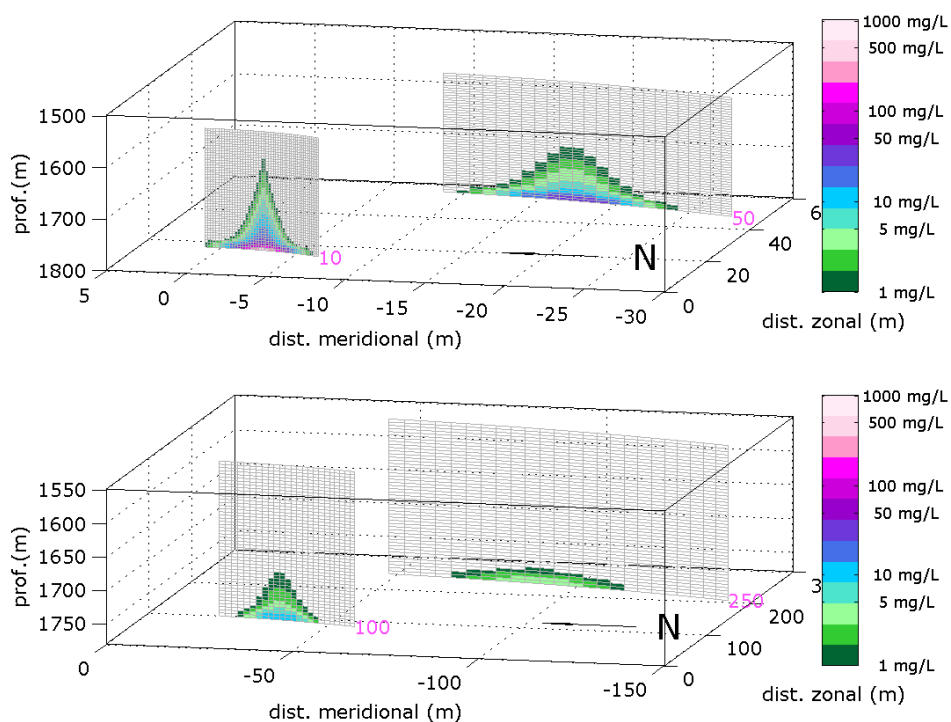 1500
1600
1700
1800
prof.(m)
5
0
-5
-10
-15
-20
-25
-30
dist. meridional (m)
0
20
40
6
dist. zonal (m)
10
50
N
1000 mg/L
500 mg/L
100 mg/L
50 mg/L
10 mg/L
5 mg/L
1 mg/L
1550
1600
1650
1700
1750
prof.(m)
0
-50
-100
-150
dist. meridional (m)
0
100
200
3
dist. zonal (m)
100
250
N
1000 mg/L
500 mg/L
100 mg/L
50 mg/L
10 mg/L
5 mg/L
1 mg/L